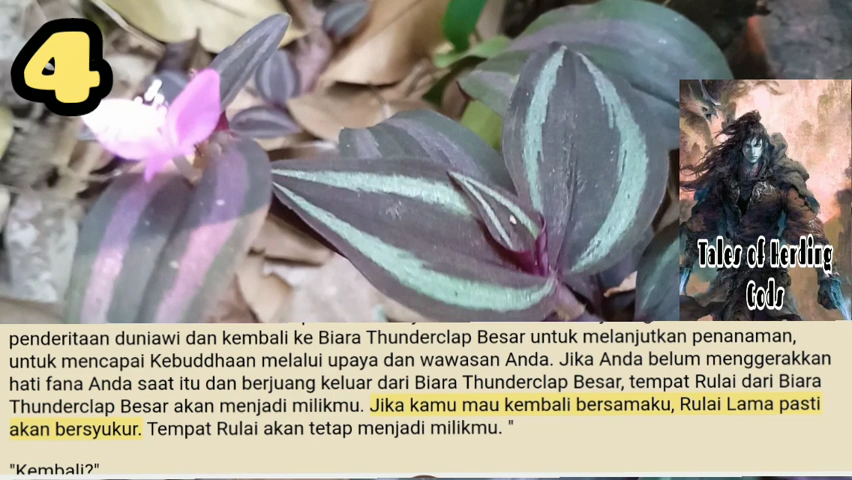 4
Tales of Herding
Gods
penderitaan duniawi dan kembali ke Biara Thunderclap Besar untuk melanjutkan penanaman,
untuk mencapai Kebuddhaan melalui upaya dan wawasan Anda. Jika Anda belum menggerakkan
hati fana Anda saat itu dan berjuang keluar dari Biara Thunderclap Besar, tempat Rulai dari Biara
Thunderclap Besar akan menjadi milikmu. Jika kamu mau kembali bersamaku, Rulai Lama pasti
akan bersyukur. Tempat Rulai akan tetap menjadi milikmu. "
"Kembali?"